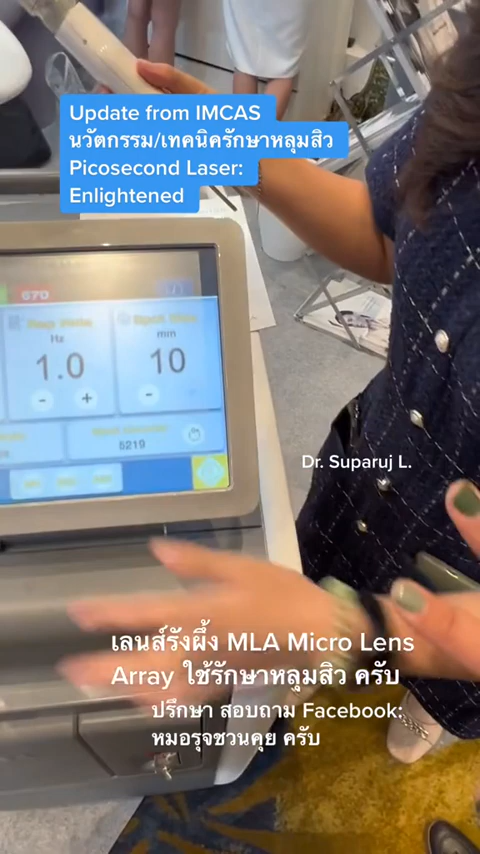 Update from IMCAS
นวัตกรรม/เทคนิครักษาหลุมสิว
Picosecond Laser:
Enlightened
670
Hz
mm
1.0
10
- +
-
5219
Dr. Suparuj L.
เลนส์รังผึ้ง MLA Micro Lens
Array ใช้รักษาหลุมสิว ครับ
ปรึกษา สอบถาม Facebook:
หมอรุจชวนคุย ครับ